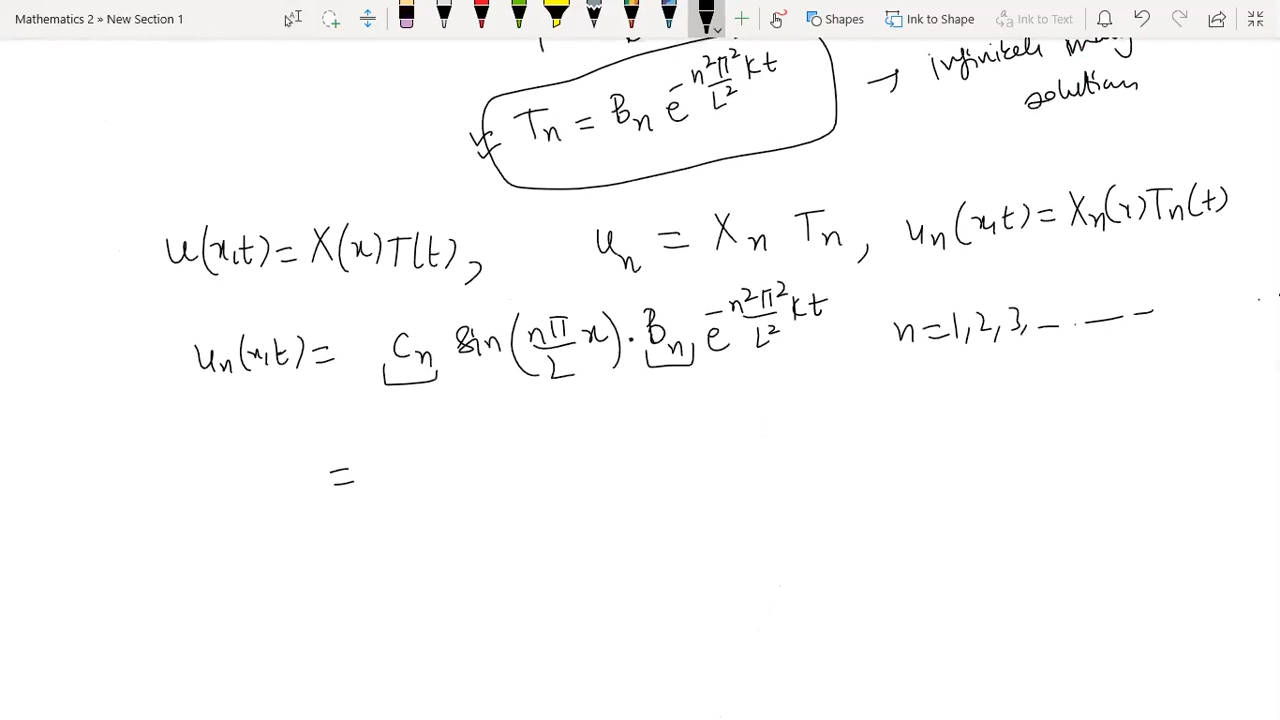 Mathematics 2 » New Section 1
Shapes
Ink to Shape
Ink to Text
infinitely many
Tₙ = Bₙ e^(-n²π²/L² kt) → solution
u(x,t) = X(x)T(t), uₙ = Xₙ Tₙ, uₙ(x,t) = Xₙ(x)Tₙ(t)
uₙ(x,t) = Cₙ sin(nπ/L x) · Bₙ e^(-n²π²/L² kt) n = 1, 2, 3, - - -
=